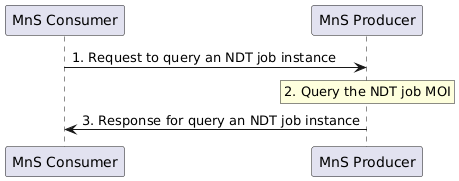 MnS Consumer
MnS Producer
1. Request to query an NDT job instance
2. Query the NDT job MOI
3. Response for query an NDT job instance
MnS Consumer
MnS Producer